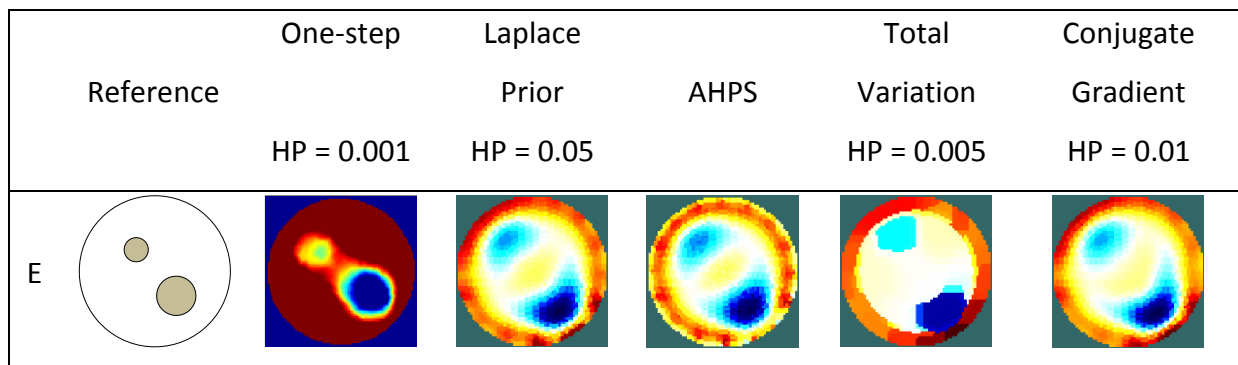 One-step Laplace Total Conjugate
Reference Prior AHPS Variation Gradient
HP = 0.001 HP = 0.05 HP = 0.005 HP = 0.01
E